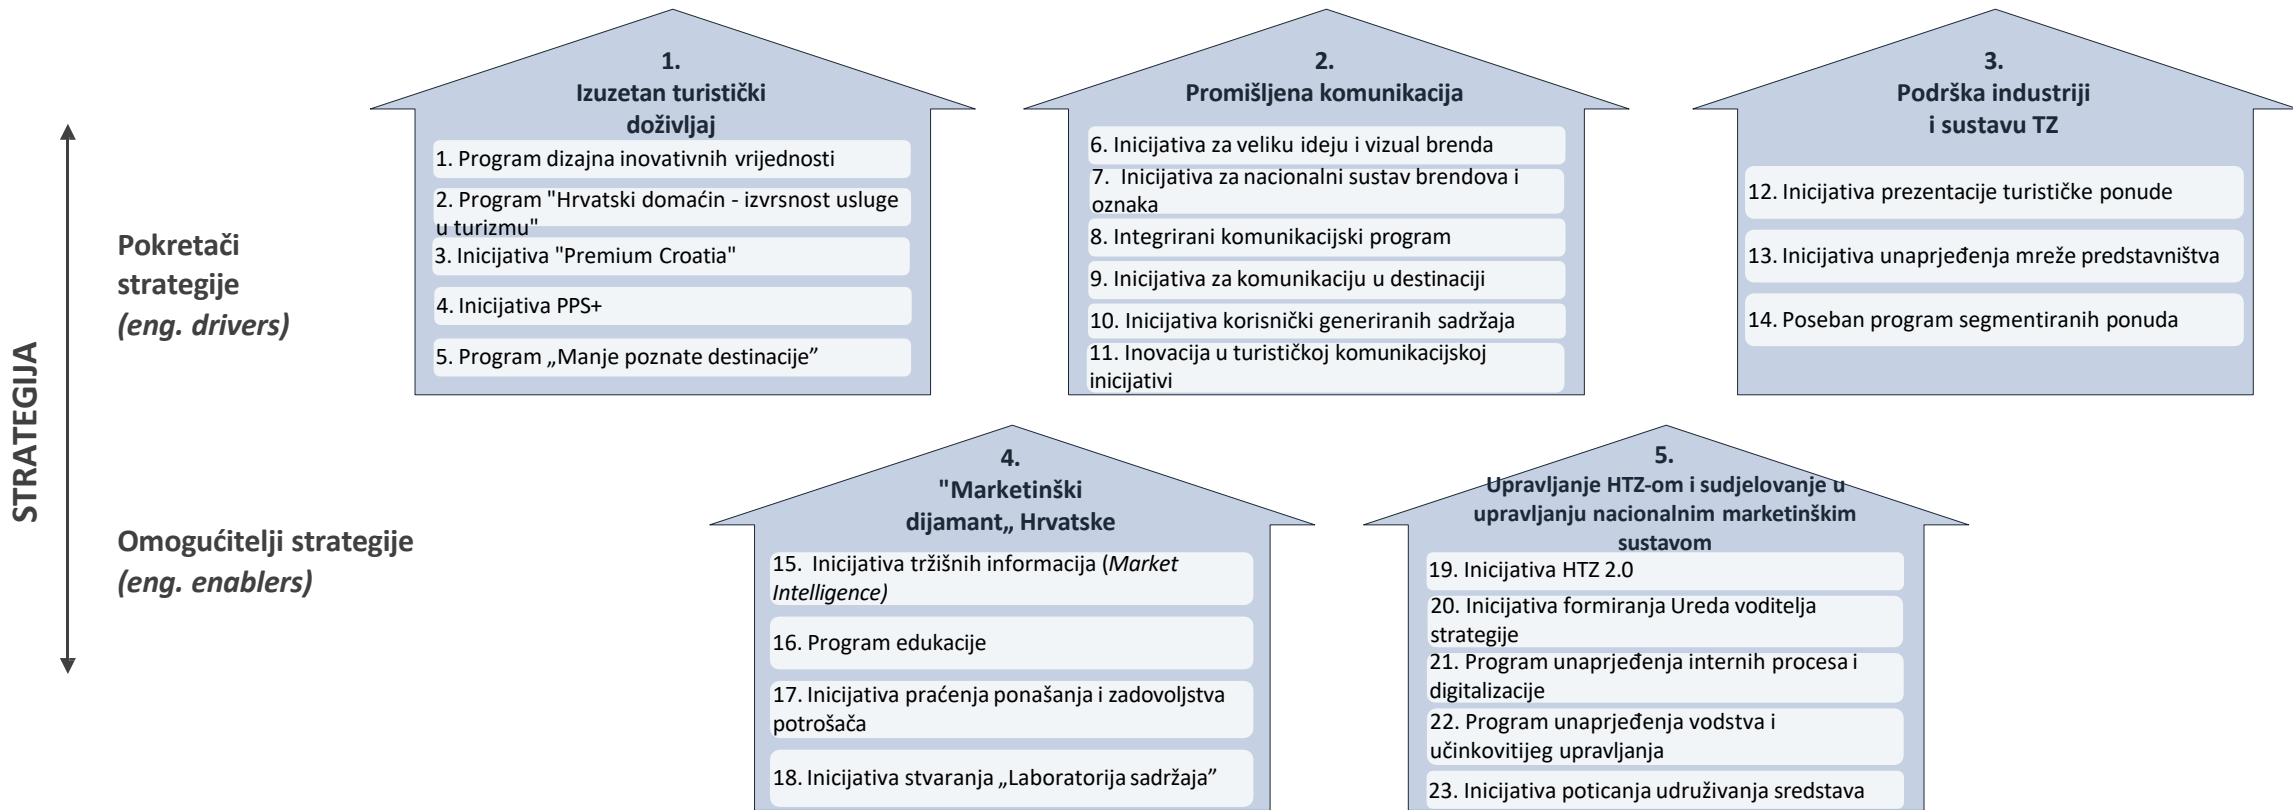 STRATEGIJA
Pokretači
strategije
(eng. drivers)
1.
Izuzetan turistički
doživljaj
1. Program dizajna inovativnih vrijednosti
2. Program "Hrvatski domaćin - izvrsnost usluge
u turizmu"
3. Inicijativa "Premium Croatia"
4. Inicijativa PPS+
5. Program „Manje poznate destinacije”
2.
Promišljena komunikacija
6. Inicijativa za veliku ideju i vizual brenda
7. Inicijativa za nacionalni sustav brendova i
oznaka
8. Integrirani komunikacijski program
9. Inicijativa za komunikaciju u destinaciji
10. Inicijativa korisnički generiranih sadržaja
11. Inovacija u turističkoj komunikacijskoj
inicijativi
3.
Podrška industriji
i sustavu TZ
12. Inicijativa prezentacije turističke ponude
13. Inicijativa unaprjeđenja mreže predstavništva
14. Poseban program segmentiranih ponuda
Omogućitelji strategije
(eng. enablers)
4.
"Marketinški
dijamant„ Hrvatske
15. Inicijativa tržišnih informacija (Market
Intelligence)
16. Program edukacije
17. Inicijativa praćenja ponašanja i zadovoljstva
potrošača
18. Inicijativa stvaranja „Laboratorija sadržaja”
5.
Upravljanje HTZ-om i sudjelovanje u
upravljanju nacionalnim marketinškim
sustavom
19. Inicijativa HTZ 2.0
20. Inicijativa formiranja Ureda voditelja
strategije
21. Program unaprjeđenja internih procesa i
digitalizacije
22. Program unaprjeđenja vodstva i
učinkovitijeg upravljanja
23. Inicijativa poticanja udruživanja sredstava